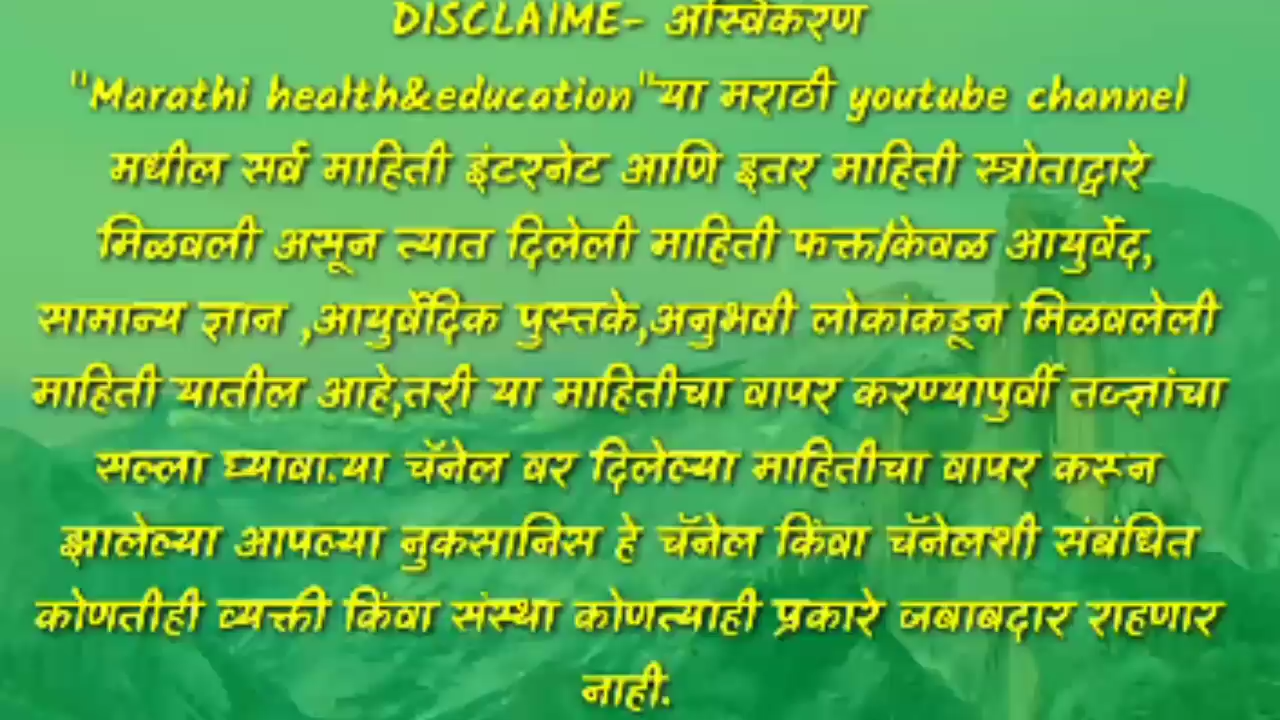 DISCLAIME- अस्विकरण
"Marathi health&education"या मराठी youtube channel
मधील सर्व माहिती इंटरनेट आणि इतर माहिती स्त्रोताद्वारे
मिळवली असून त्यात दिलेली माहिती फक्त/केवळ आयुर्वेद,
सामान्य ज्ञान ,आयुर्वेदिक पुस्तके,अनुभवी लोकांकडून मिळवलेली
माहिती यातील आहे,तरी या माहितीचा वापर करण्यापुर्वी तज्ज्ञांचा
सल्ला घ्यावा.या चॅनेल वर दिलेल्या माहितीचा वापर करून
झालेल्या आपल्या नुकसानिस हे चॅनेल किंवा चॅनेलशी संबंधित
कोणतीही व्यक्ती किंवा संस्था कोणत्याही प्रकारे जबाबदार राहणार
नाही.